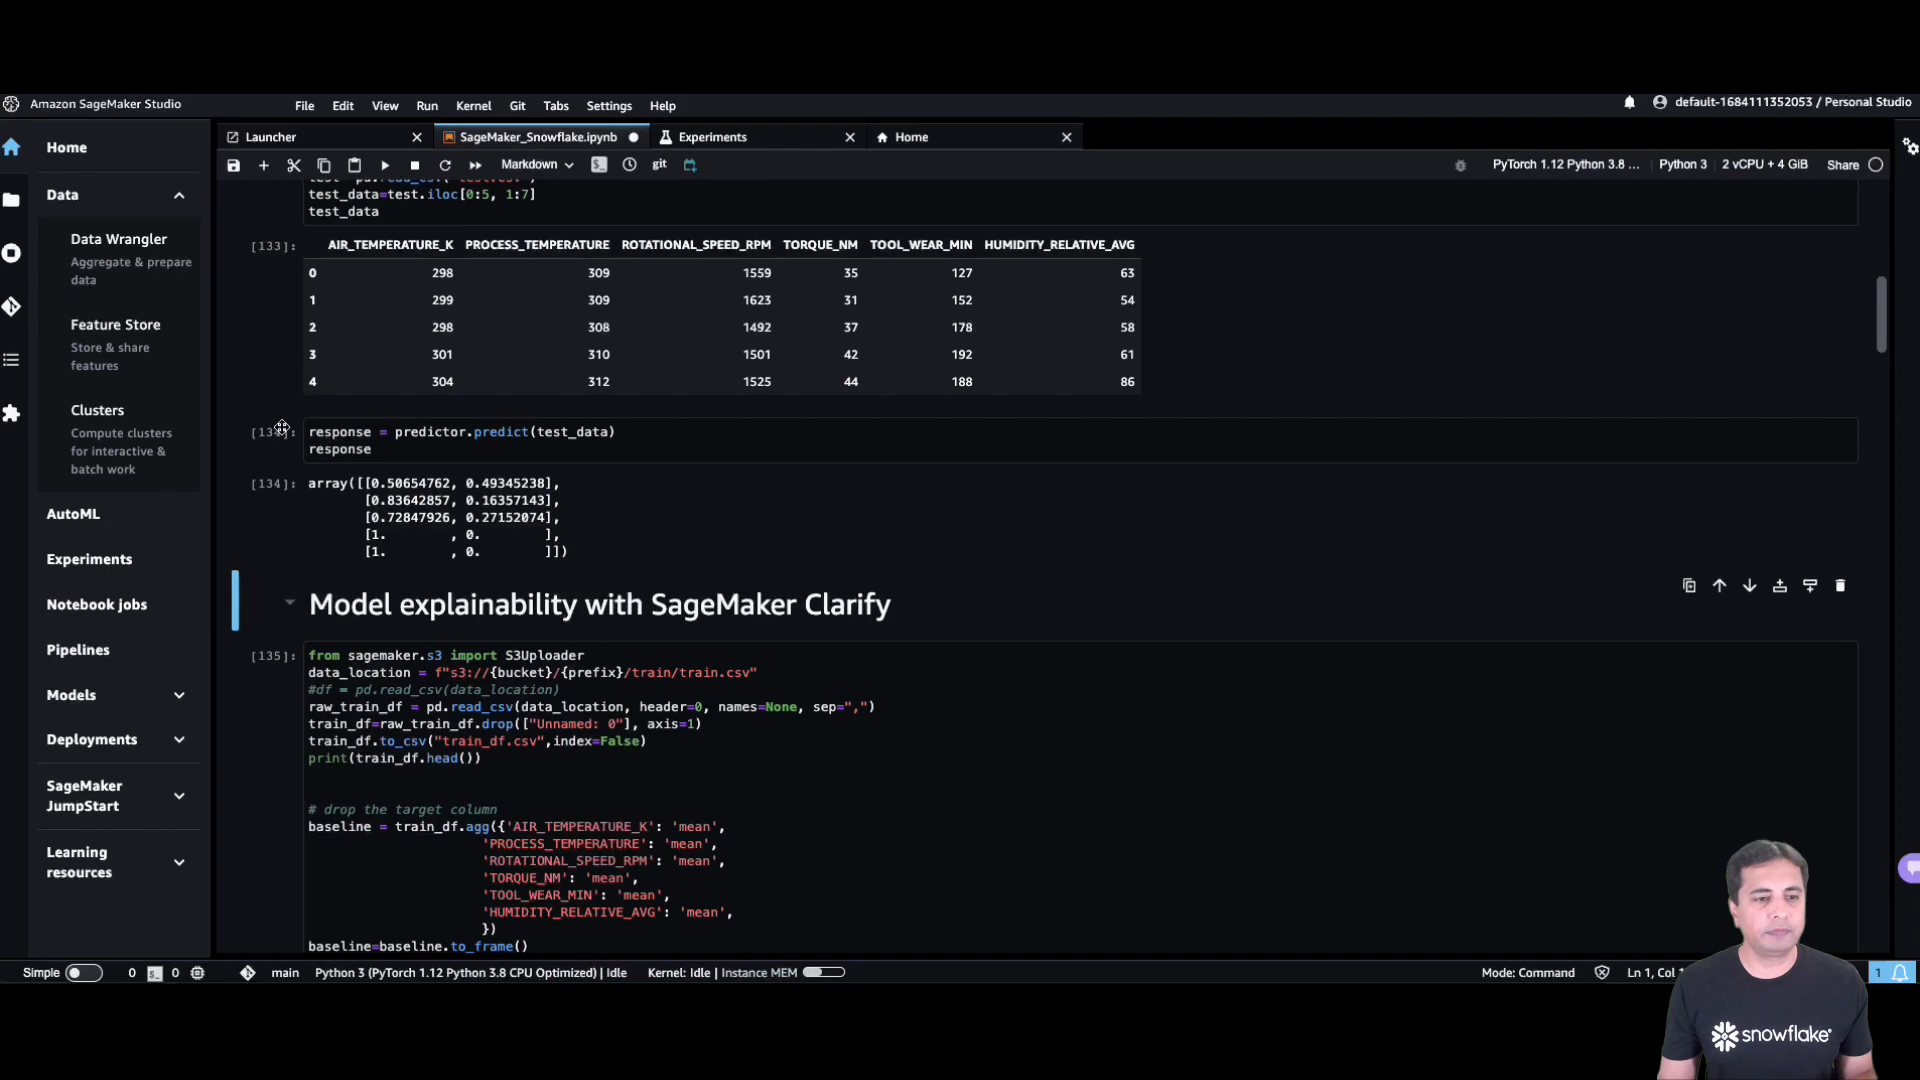 Amazon SageMaker Studio
File Edit View Run Kernel Git Tabs Settings Help
default-1684111352053 / Personal Studio
Launcher
SageMaker_Snowflake.ipynb
Experiments
Home
Markdown
git
PyTorch 1.12 Python 3.8 ...
Python 3
2 vCPU + 4 GiB
Share
Home
Data
Data Wrangler
Aggregate & prepare
data
Feature Store
Store & share
features
Clusters
Compute clusters
for interactive &
batch work
AutoML
Experiments
Notebook jobs
Pipelines
Models
Deployments
SageMaker
JumpStart
Learning
resources
test_data=test.iloc[0:5, 1:7]
test_data
[133]:
AIR_TEMPERATURE_K PROCESS_TEMPERATURE ROTATIONAL_SPEED_RPM TORQUE_NM TOOL_WEAR_MIN HUMIDITY_RELATIVE_AVG
0 298 309 1559 35 127 63
1 299 309 1623 31 152 54
2 298 308 1492 37 178 58
3 301 310 1501 42 192 61
4 304 312 1525 44 188 86
response = predictor.predict(test_data)
response
[134]: array([[0.50654762, 0.49345238],
[0.83642857, 0.16357143],
[0.72847926, 0.27152074],
[1. , 0. ],
[1. , 0. ]])
Model explainability with SageMaker Clarify
[135]: from sagemaker.s3 import S3Uploader
data_location = f"s3://{bucket}/{prefix}/train/train.csv"
#df = pd.read_csv(data_location)
raw_train_df = pd.read_csv(data_location, header=0, names=None, sep=",")
train_df=raw_train_df.drop(["Unnamed: 0"], axis=1)
train_df.to_csv("train_df.csv",index=False)
print(train_df.head())
# drop the target column
baseline = train_df.agg({'AIR_TEMPERATURE_K': 'mean',
'PROCESS_TEMPERATURE': 'mean',
'ROTATIONAL_SPEED_RPM': 'mean',
'TORQUE_NM': 'mean',
'TOOL_WEAR_MIN': 'mean',
'HUMIDITY_RELATIVE_AVG': 'mean',
})
baseline=baseline.to_frame()
Simple 0 $_ 0 main Python 3 (PyTorch 1.12 Python 3.8 CPU Optimized) | Idle Kernel: Idle | Instance MEM Mode: Command Ln 1, Col 1
snowflake